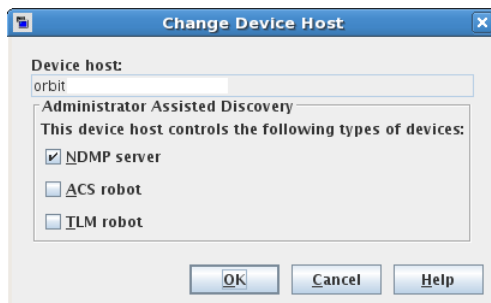 Change Device Host
Device host:
orbit
Administrator Assisted Discovery
This device host controls the following types of devices:
NDMP server
ACS robot
TLM robot
OK
Cancel
Help